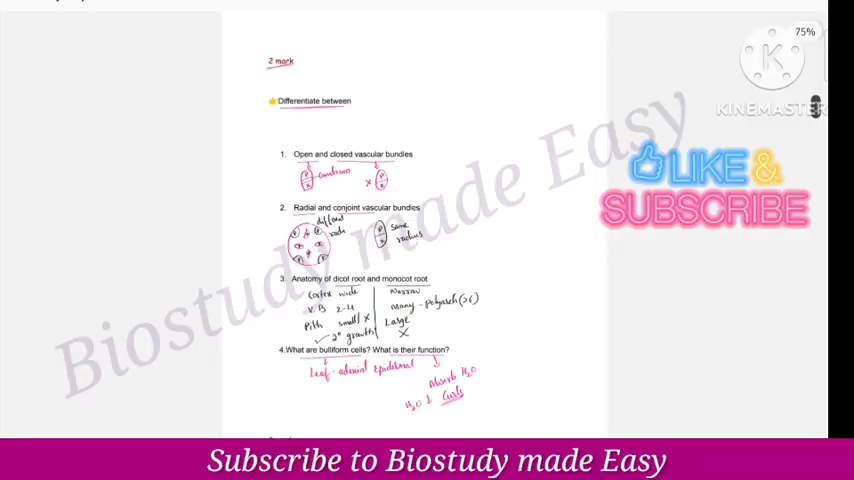 75%
KINEMASTER
LIKE &
SUBSCRIBE
Biostudy made Easy
2 mark
👉Differentiate between
1. Open and closed vascular bundles
P
X
Cambium
X
P
X
2. Radial and conjoint vascular bundles
different
radii
P
X
same
radius
3. Anatomy of dicot root and monocot root
Cortex wide
Narrow
V.B 2-4
many - polyarch (>6)
Pith small/X
Large
✓ 2° growth
X
4.What are bulliform cells? What is their function?
Leaf - adaxial Epidermal
Absorb H₂O
H₂O ↓ Curls
Subscribe to Biostudy made Easy